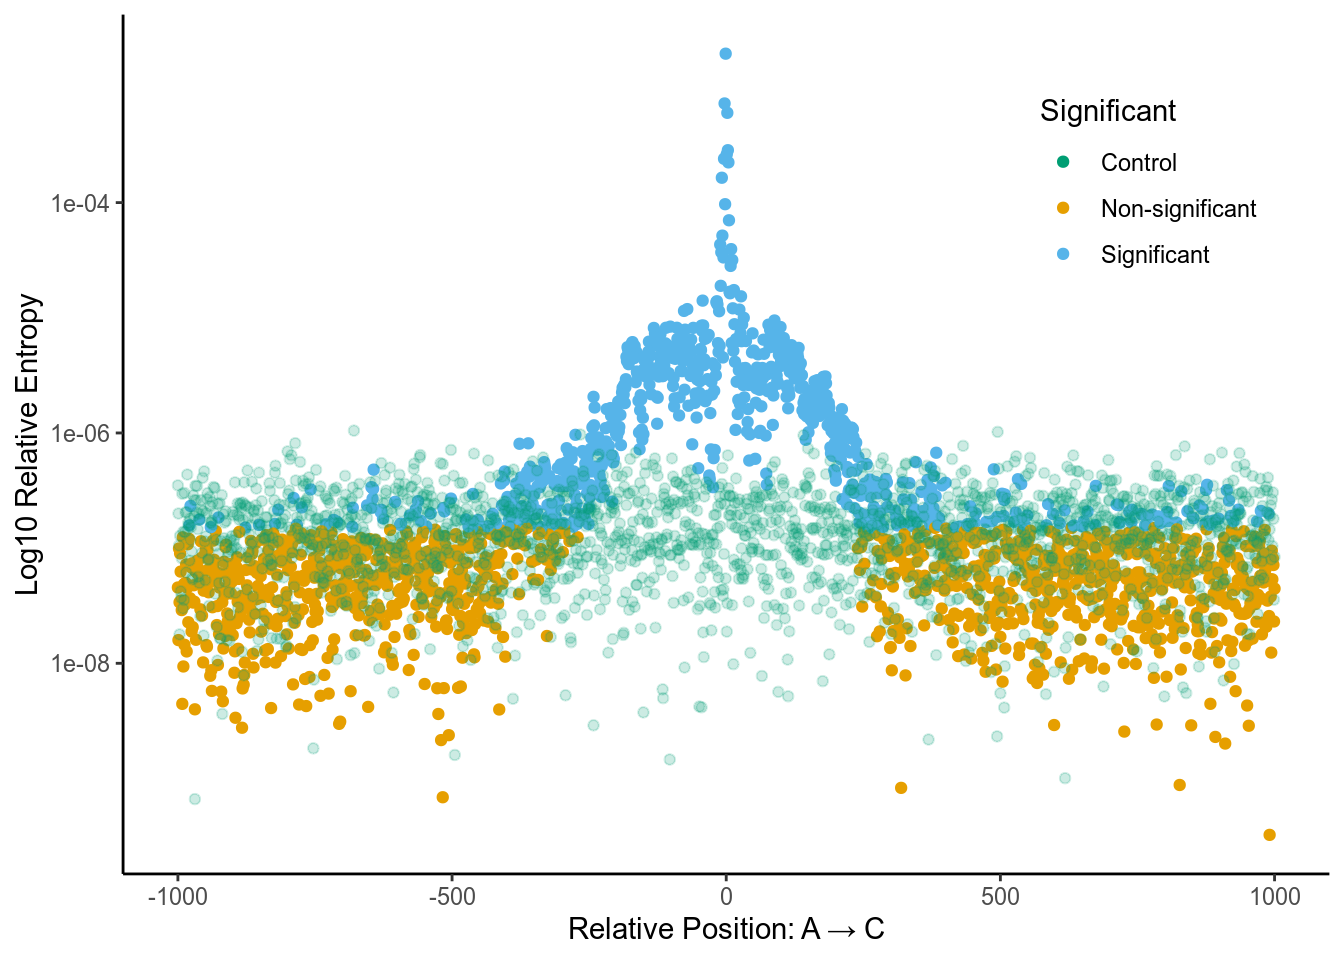 Significant
Control
Non-significant
Significant
1e-04
1e-06
1e-08
Log10 Relative Entropy
-1000
-500
0
500
1000
Relative Position: A → C